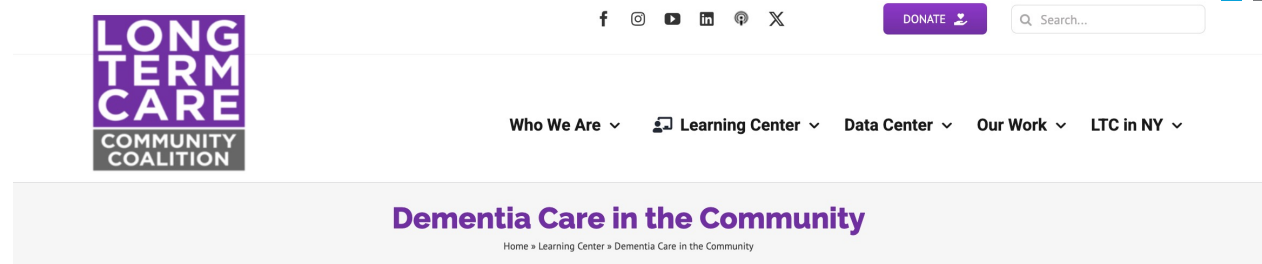 LONG
TERM
CARE
COMMUNITY
COALITION
DONATE
Search...
Who We Are
Learning Center
Data Center
Our Work
LTC in NY
Dementia Care in the Community
Home » Learning Center » Dementia Care in the Community